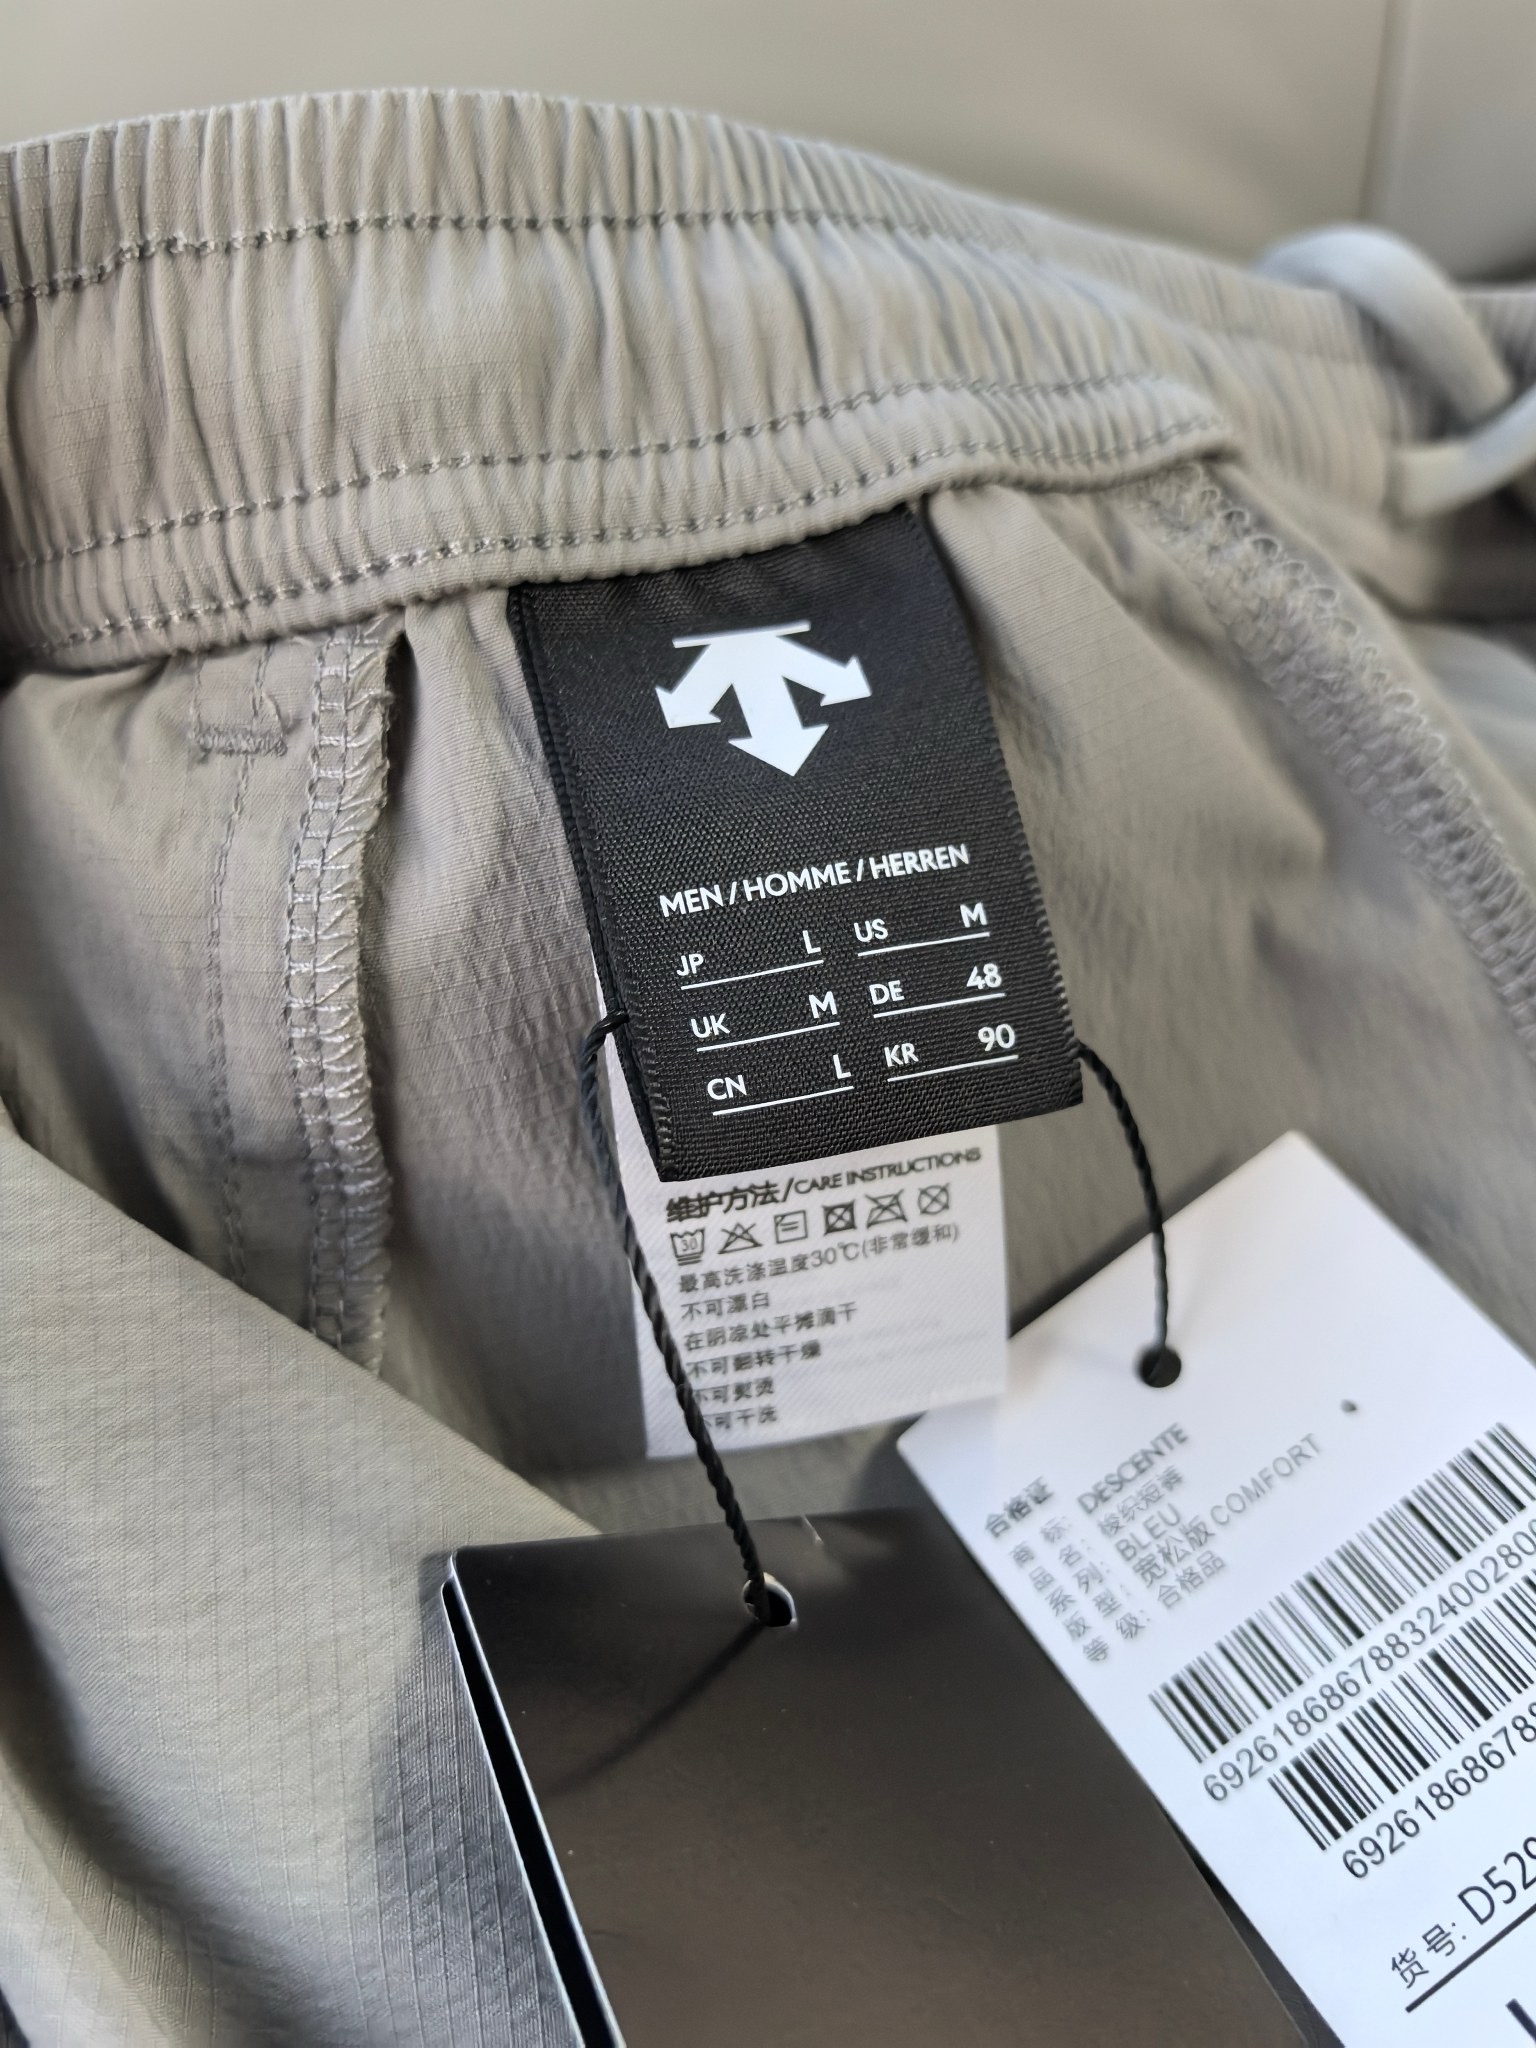 MEN / HOMME / HERREN
JP L US M
UK M DE 48
CN L KR 90
维护方法/CARE INSTRUCTIONS
30
最高洗涤温度30℃(非常缓和)
不可漂白
在阴凉处平摊滴干
不可翻转干燥
不可熨烫
不可干洗
合格证
商 标: DESCENTE
品 名: 梭织短裤
系 列: BLEU
版 型: 宽松版 COMFORT
等 级: 合格品
692618686788324002808
692618686788
货 号: D529